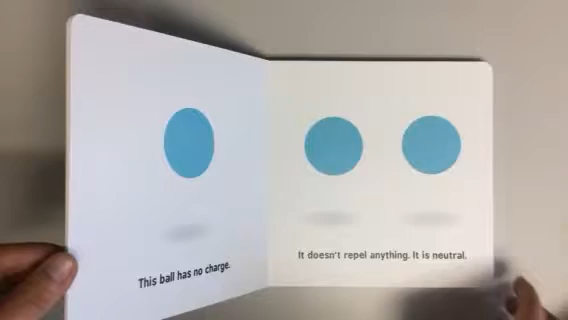 This ball has no charge.
It doesn't repel anything. It is neutral.